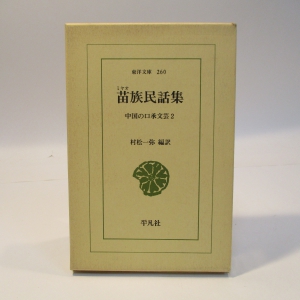 東洋文庫 260
ミャオ
苗族民話集
中国の口承文芸2
村松一弥 編訳
平凡社